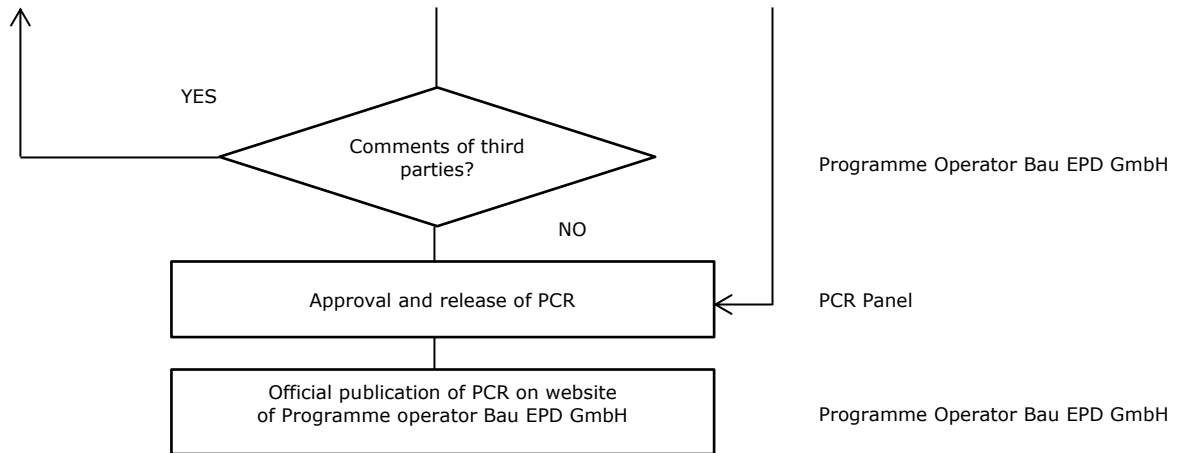 YES
Comments of third
parties?
Programme Operator Bau EPD GmbH
NO
Approval and release of PCR
PCR Panel
Official publication of PCR on website
of Programme operator Bau EPD GmbH
Programme Operator Bau EPD GmbH